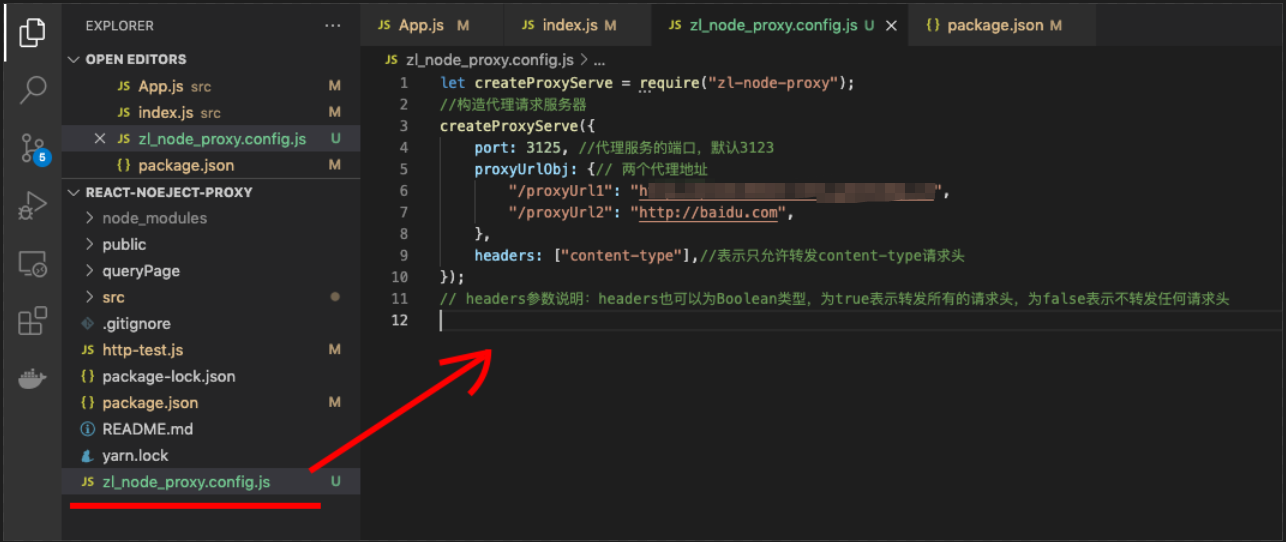 EXPLORER
OPEN EDITORS
JS App.js src M
JS index.js src M
JS zl_node_proxy.config.js U
{} package.json M
REACT-NOEJECT-PROXY
node_modules
public
queryPage
src
.gitignore
JS http-test.js M
{} package-lock.json
{} package.json M
README.md
yarn.lock
JS zl_node_proxy.config.js U
5
JS App.js M JS index.js M JS zl_node_proxy.config.js U {} package.json M
JS zl_node_proxy.config.js > ...
1 let createProxyServe = require("zl-node-proxy");
2 //构造代理请求服务器
3 createProxyServe({
4 port: 3125, //代理服务的端口，默认3123
5 proxyUrlObj: {// 两个代理地址
6 "/proxyUrl1": "h",
7 "/proxyUrl2": "http://baidu.com",
8 },
9 headers: ["content-type"],//表示只允许转发content-type请求头
10 });
11 // headers参数说明：headers也可以为Boolean类型，为true表示转发所有的请求头，为false表示不转发任何请求头
12